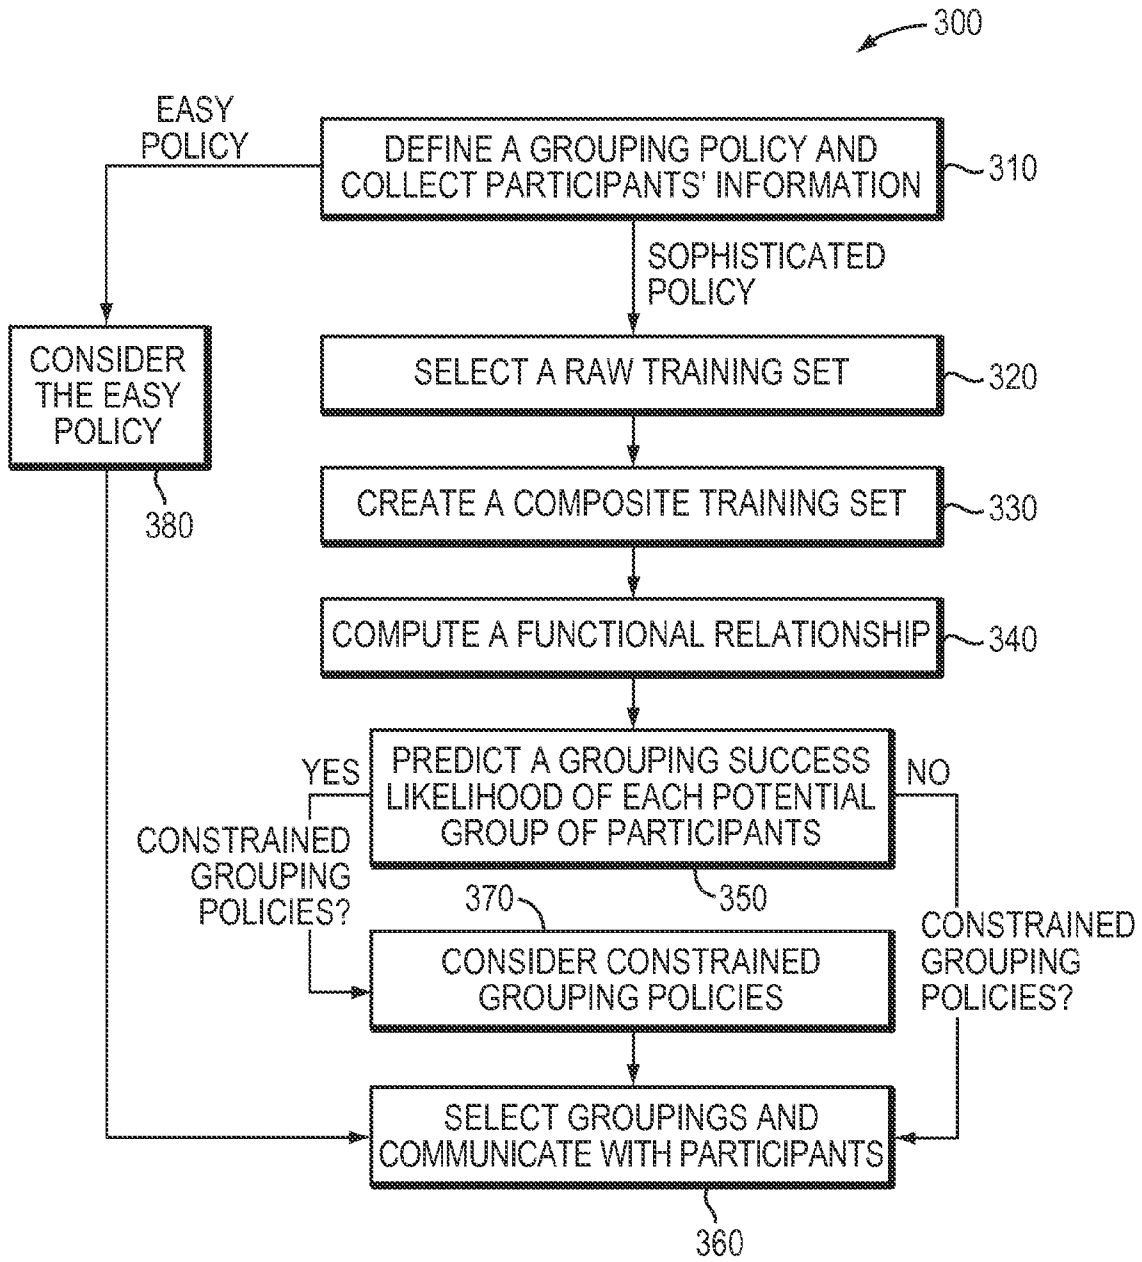 300
EASY
POLICY
DEFINE A GROUPING POLICY AND
COLLECT PARTICIPANTS' INFORMATION
310
SOPHISTICATED
POLICY
CONSIDER
THE EASY
POLICY
380
SELECT A RAW TRAINING SET
320
CREATE A COMPOSITE TRAINING SET
330
COMPUTE A FUNCTIONAL RELATIONSHIP
340
YES
PREDICT A GROUPING SUCCESS
LIKELIHOOD OF EACH POTENTIAL
GROUP OF PARTICIPANTS
NO
CONSTRAINED
GROUPING
POLICIES?
350
370
CONSIDER CONSTRAINED
GROUPING POLICIES
CONSTRAINED
GROUPING
POLICIES?
SELECT GROUPINGS AND
COMMUNICATE WITH PARTICIPANTS
360